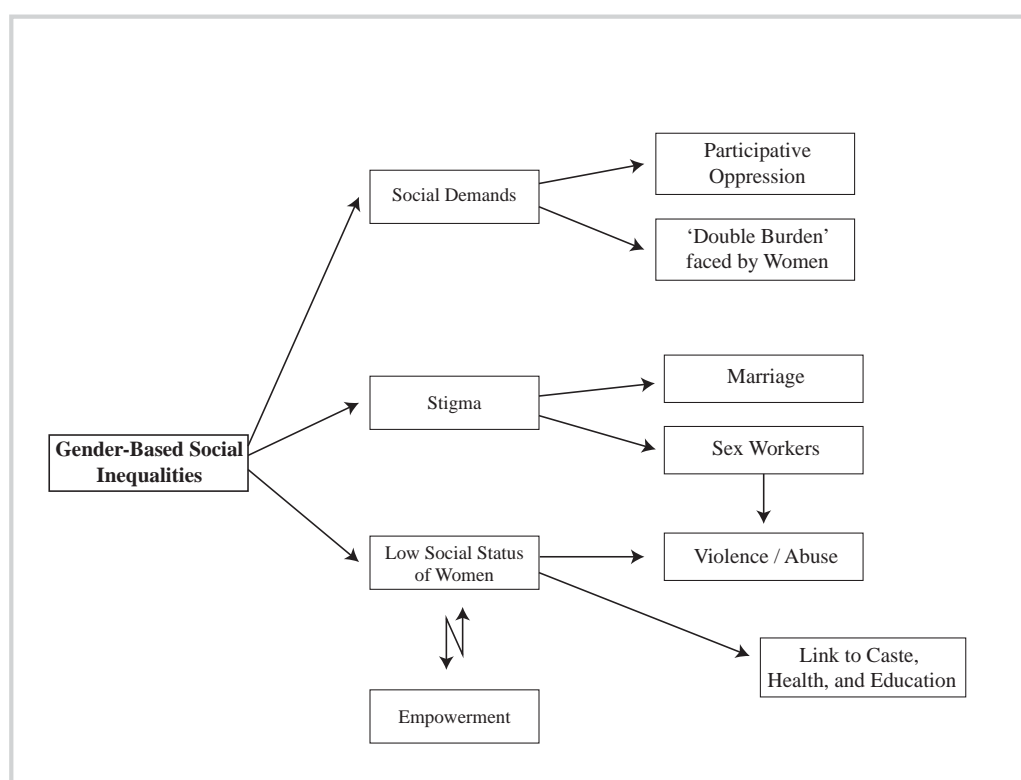 Participative
Oppression
Social Demands
‘Double Burden’
faced by Women
Marriage
Stigma
Sex Workers
Gender-Based Social
Inequalities
Low Social Status
of Women
Violence / Abuse
Link to Caste,
Health, and Education
Empowerment